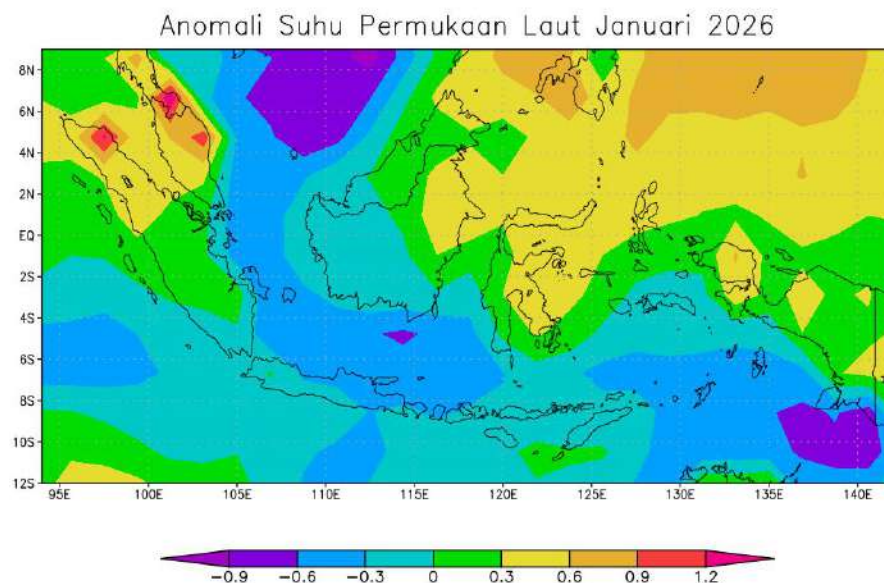 Anomali Suhu Permukaan Laut Januari 2026
8N
6N
4N
2N
EQ
2S
4S
6S
8S
10S
12S
95E 100E 105E 110E 115E 120E 125E 130E 135E 140E
-0.9 -0.6 -0.3 0 0.3 0.6 0.9 1.2